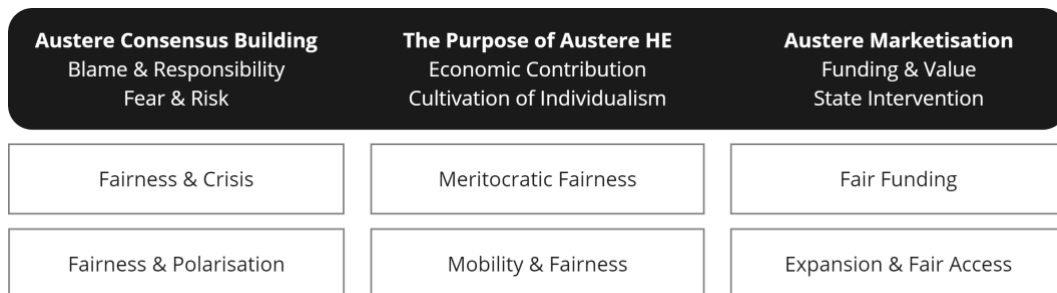 Austere Consensus Building
Blame & Responsibility
Fear & Risk
The Purpose of Austere HE
Economic Contribution
Cultivation of Individualism
Austere Marketisation
Funding & Value
State Intervention
Fairness & Crisis
Meritocratic Fairness
Fair Funding
Fairness & Polarisation
Mobility & Fairness
Expansion & Fair Access